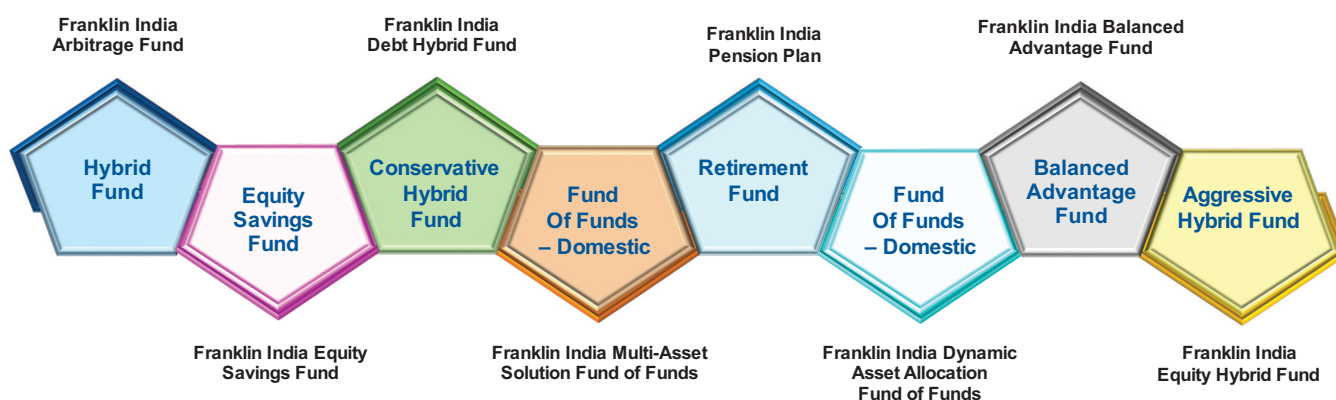 Franklin India
Arbitrage Fund
Franklin India
Debt Hybrid Fund
Franklin India
Pension Plan
Franklin India Balanced
Advantage Fund
Hybrid
Fund
Equity
Savings
Fund
Conservative
Hybrid
Fund
Fund
Of Funds
– Domestic
Retirement
Fund
Fund
Of Funds
– Domestic
Balanced
Advantage
Fund
Aggressive
Hybrid Fund
Franklin India Equity
Savings Fund
Franklin India Multi-Asset
Solution Fund of Funds
Franklin India Dynamic
Asset Allocation
Fund of Funds
Franklin India
Equity Hybrid Fund